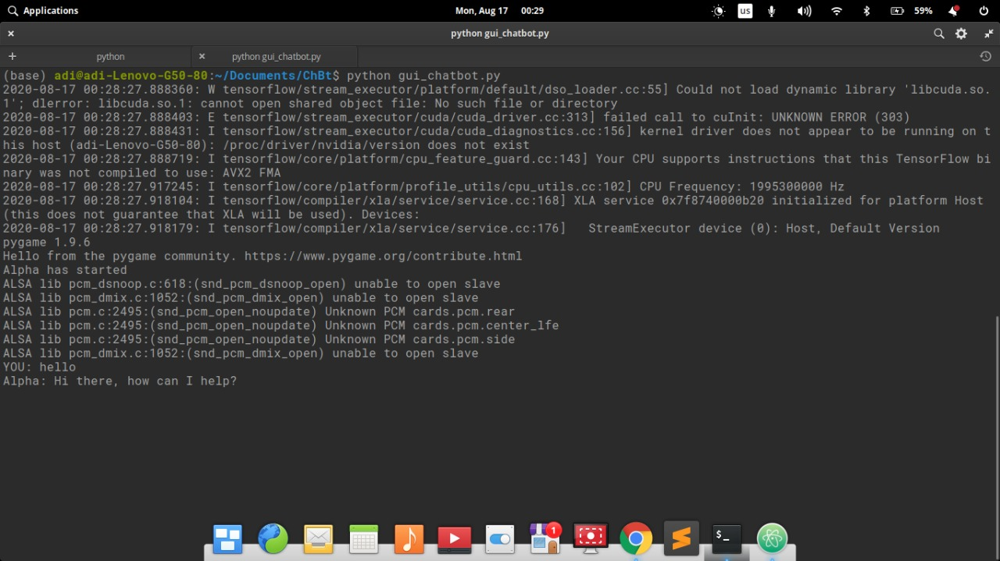 Applications
Mon, Aug 17 00:29
us
59%
python gui_chatbot.py
python
python gui_chatbot.py
(base) adi@adi-Lenovo-G50-80:~/Documents/ChBt$ python gui_chatbot.py
2020-08-17 00:28:27.888360: W tensorflow/stream_executor/platform/default/dso_loader.cc:55] Could not load dynamic library 'libcuda.so.
1'; dlerror: libcuda.so.1: cannot open shared object file: No such file or directory
2020-08-17 00:28:27.888403: E tensorflow/stream_executor/cuda/cuda_driver.cc:313] failed call to cuInit: UNKNOWN ERROR (303)
2020-08-17 00:28:27.888431: I tensorflow/stream_executor/cuda/cuda_diagnostics.cc:156] kernel driver does not appear to be running on t
his host (adi-Lenovo-G50-80): /proc/driver/nvidia/version does not exist
2020-08-17 00:28:27.888719: I tensorflow/core/platform/cpu_feature_guard.cc:143] Your CPU supports instructions that this TensorFlow bi
nary was not compiled to use: AVX2 FMA
2020-08-17 00:28:27.917245: I tensorflow/core/platform/profile_utils/cpu_utils.cc:102] CPU Frequency: 1995300000 Hz
2020-08-17 00:28:27.918104: I tensorflow/compiler/xla/service/service.cc:168] XLA service 0x7f8740000b20 initialized for platform Host
(this does not guarantee that XLA will be used). Devices:
2020-08-17 00:28:27.918179: I tensorflow/compiler/xla/service/service.cc:176]   StreamExecutor device (0): Host, Default Version
pygame 1.9.6
Hello from the pygame community. https://www.pygame.org/contribute.html
Alpha has started
ALSA lib pcm_dsnoop.c:618:(snd_pcm_dsnoop_open) unable to open slave
ALSA lib pcm_dmix.c:1052:(snd_pcm_dmix_open) unable to open slave
ALSA lib pcm.c:2495:(snd_pcm_open_noupdate) Unknown PCM cards.pcm.rear
ALSA lib pcm.c:2495:(snd_pcm_open_noupdate) Unknown PCM cards.pcm.center_lfe
ALSA lib pcm.c:2495:(snd_pcm_open_noupdate) Unknown PCM cards.pcm.side
ALSA lib pcm_dmix.c:1052:(snd_pcm_dmix_open) unable to open slave
YOU: hello
Alpha: Hi there, how can I help?
1
$_